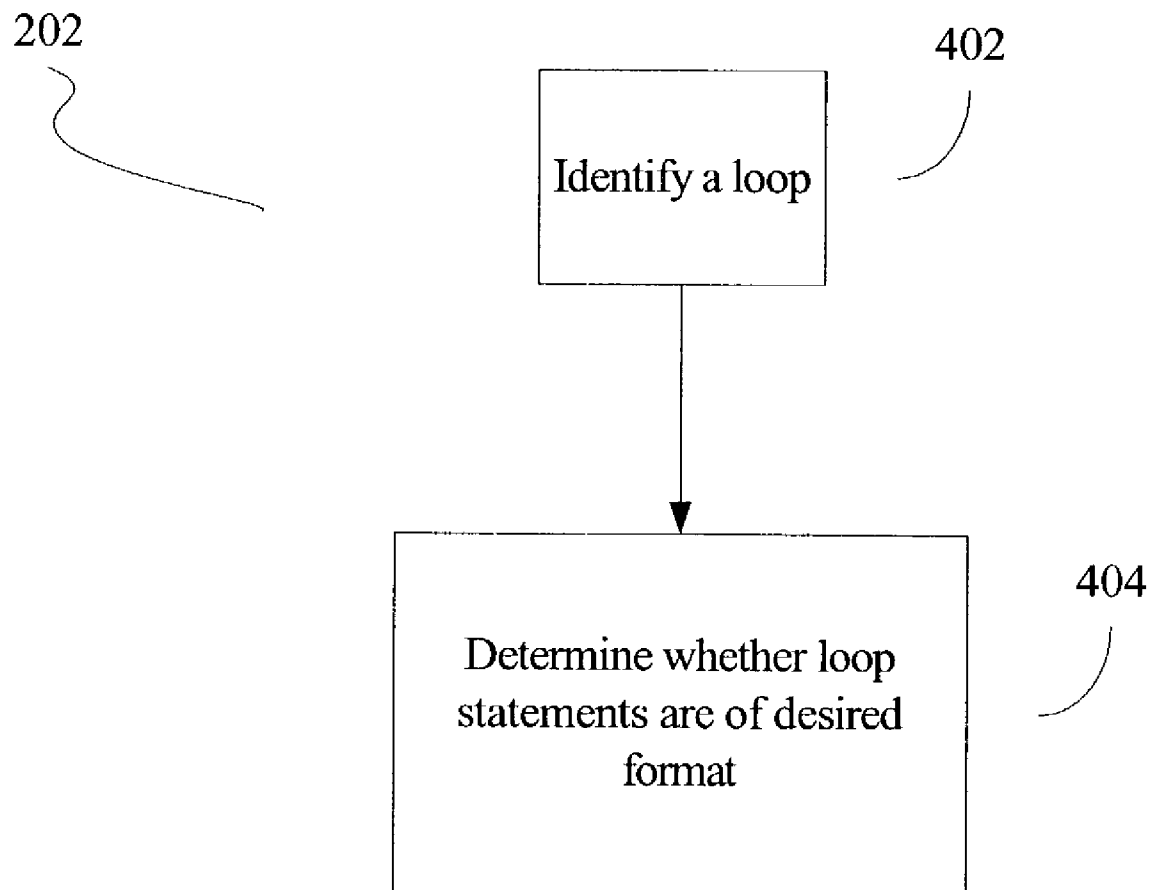 202
402
Identify a loop
404
Determine whether loop
statements are of desired
format